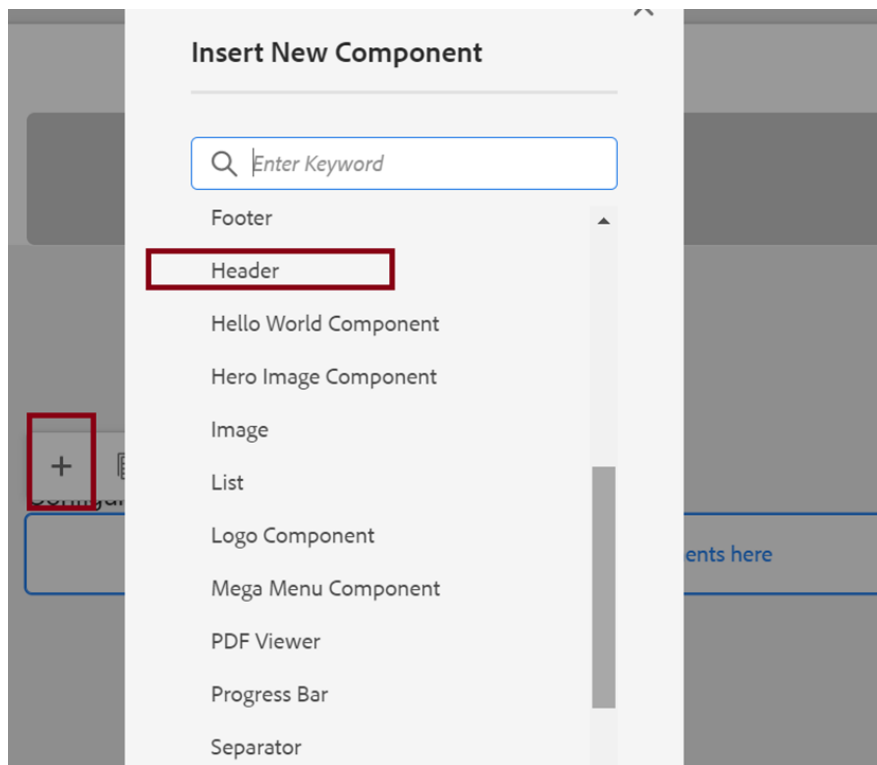 Insert New Component
Enter Keyword
Footer
Header
Hello World Component
Hero Image Component
Image
List
Logo Component
Mega Menu Component
PDF Viewer
Progress Bar
Separator
ents here